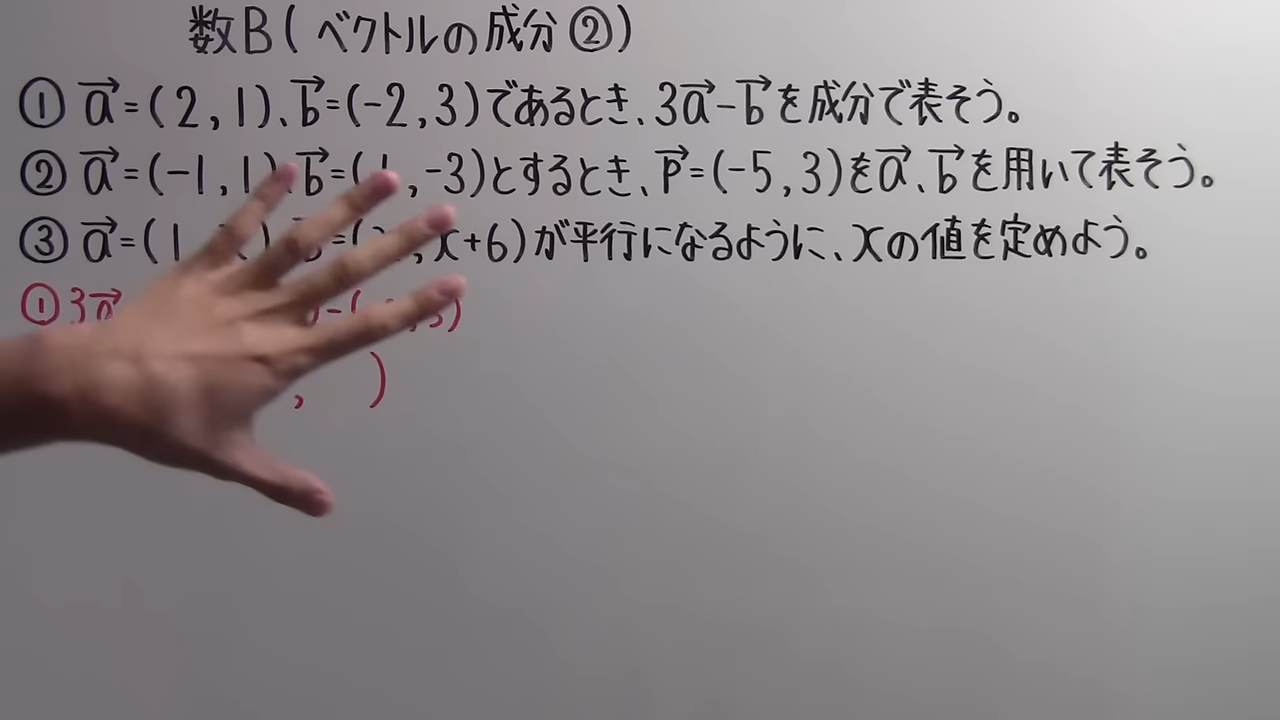 数B(ベクトルの成分②)
① a→=(2,1)、b→=(-2,3)であるとき、3a→-b→を成分で表そう。
② a→=(-1,1)、b→=(1,-3)とするとき、P→=(-5,3)をa→、b→を用いて表そう。
③ a→=(1, ,x+6)が平行になるように、xの値を定めよう。
① 3a→ -( ,3)
, )